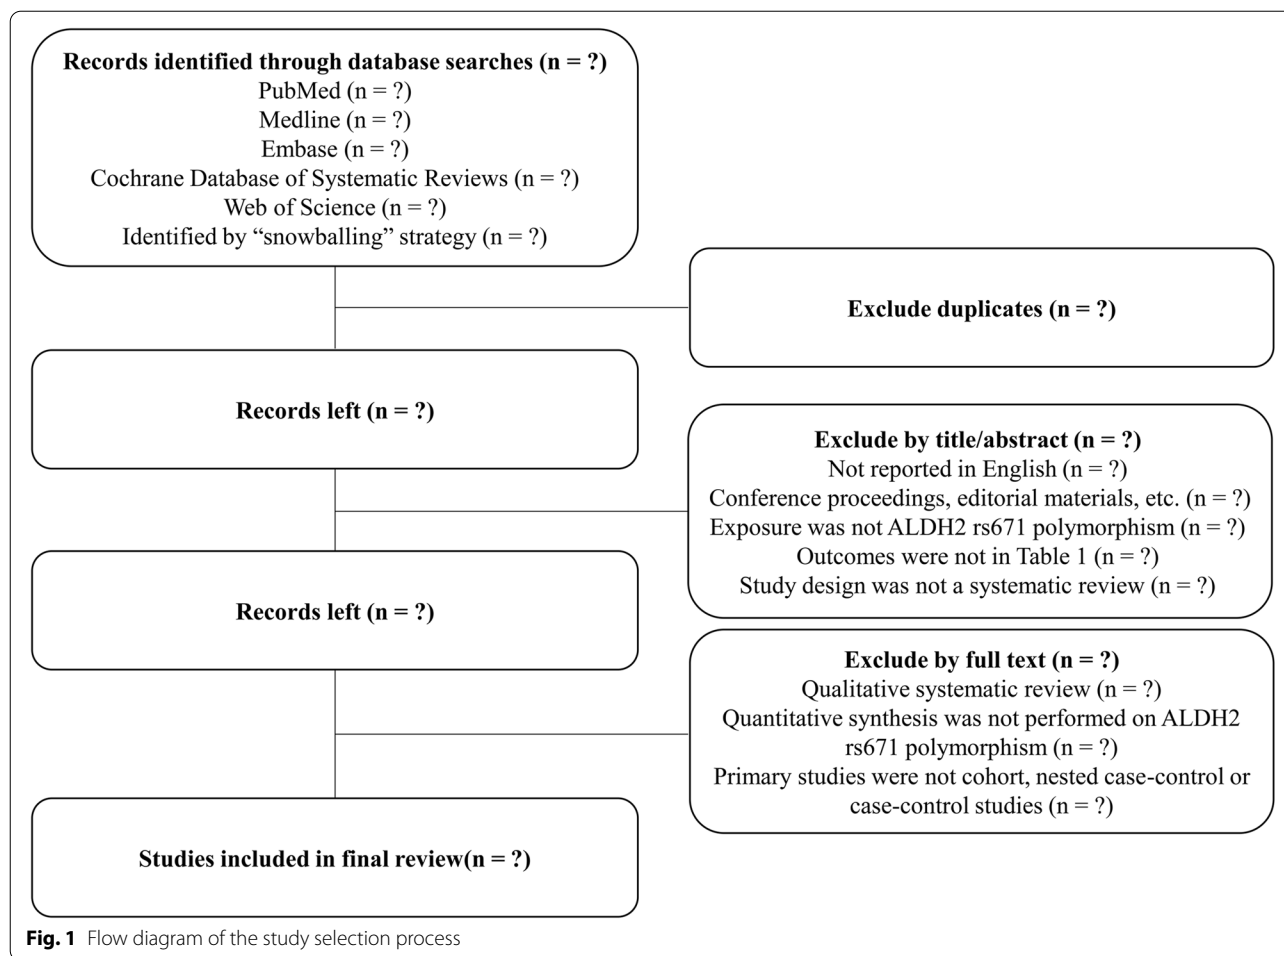 Records identified through database searches (n = ?)
PubMed (n = ?)
Medline (n = ?)
Embase (n = ?)
Cochrane Database of Systematic Reviews (n = ?)
Web of Science (n = ?)
Identified by “snowballing” strategy (n = ?)
Exclude duplicates (n = ?)
Records left (n = ?)
Exclude by title/abstract (n = ?)
Not reported in English (n = ?)
Conference proceedings, editorial materials, etc. (n = ?)
Exposure was not ALDH2 rs671 polymorphism (n = ?)
Outcomes were not in Table 1 (n = ?)
Study design was not a systematic review (n = ?)
Records left (n = ?)
Exclude by full text (n = ?)
Qualitative systematic review (n = ?)
Quantitative synthesis was not performed on ALDH2
rs671 polymorphism (n = ?)
Primary studies were not cohort, nested case-control or
case-control studies (n = ?)
Studies included in final review(n = ?)
Fig. 1 Flow diagram of the study selection process